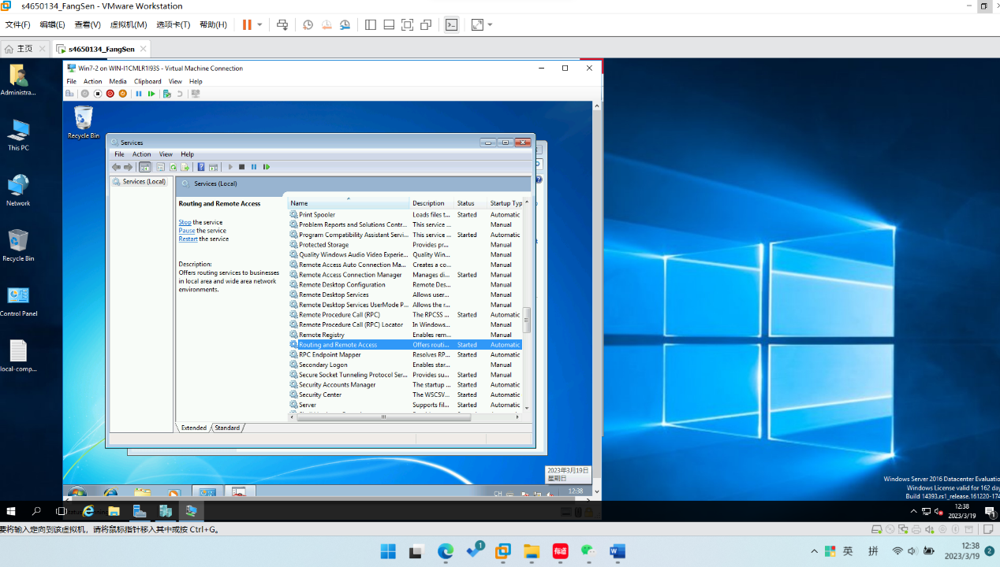 s4650134_FangSen - VMware Workstation
文件(F) 编辑(E) 查看(V) 虚拟机(M) 选项卡(T) 帮助(H)
主页 s4650134_FangSen
Administra...
This PC
Network
Recycle Bin
Control Panel
local-comp...
Win7-2 on WIN-I1CMLR1I93S - Virtual Machine Connection
File Action Media Clipboard View Help
Recycle Bin
Services
File Action View Help
Services (Local)
Services (Local)
Routing and Remote Access
Stop the service
Pause the service
Restart the service
Description:
Offers routing services to businesses
in local area and wide area network
environments.
Name Description Status Startup Typ
Print Spooler Loads files t... Started Automatic
Problem Reports and Solutions Contr... This service ... Manual
Program Compatibility Assistant Servi... This service ... Started Automatic
Protected Storage Provides pr... Manual
Quality Windows Audio Video Experie... Quality Win... Manual
Remote Access Auto Connection Ma... Creates a co... Manual
Remote Access Connection Manager Manages di... Started Manual
Remote Desktop Configuration Remote Des... Manual
Remote Desktop Services Allows user... Manual
Remote Desktop Services UserMode P... Allows the r... Manual
Remote Procedure Call (RPC) The RPCSS ... Started Automatic
Remote Procedure Call (RPC) Locator In Windows... Manual
Remote Registry Enables rem... Manual
Routing and Remote Access Offers routi... Started Automatic
RPC Endpoint Mapper Resolves RP... Started Automatic
Secondary Logon Enables star... Manual
Secure Socket Tunneling Protocol Ser... Provides su... Started Manual
Security Accounts Manager The startup ... Started Automatic
Security Center The WSCSV... Started Automatic
Server Supports fil... Started Automatic
Extended Standard
2023年3月19日
星期日
CH 12:38
Windows Server 2016 Datacenter Evaluatio
Windows License valid for 162 day
Build 14393.rs1_release.161220-174
12:38
2023/3/19
1
要将输入定向到该虚拟机，请将鼠标指针移入其中或按 Ctrl+G。
1
有道
英 拼
12:38
2023/3/19
2